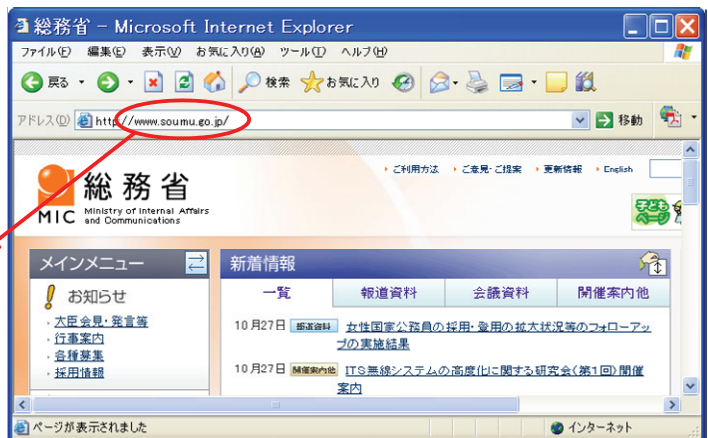 総務省 - Microsoft Internet Explorer
ファイル(F) 編集(E) 表示(V) お気に入り(A) ツール(T) ヘルプ(H)
戻る 検索 お気に入り
アドレス(D) http://www.soumu.go.jp/ 移動
ご利用方法 ご意見・ご提案 更新情報 English
総務省
MIC Ministry of Internal Affairs and Communications
子どもページ
メインメニュー
お知らせ
大臣会見・発言等
行事案内
各種募集
採用情報
新着情報
一覧 報道資料 会議資料 開催案内他
10月27日 報道資料 女性国家公務員の採用・登用の拡大状況等のフォローアッ
プの実施結果
10月27日 開催案内他 ITS無線システムの高度化に関する研究会(第1回)開催
案内
ページが表示されました インターネット